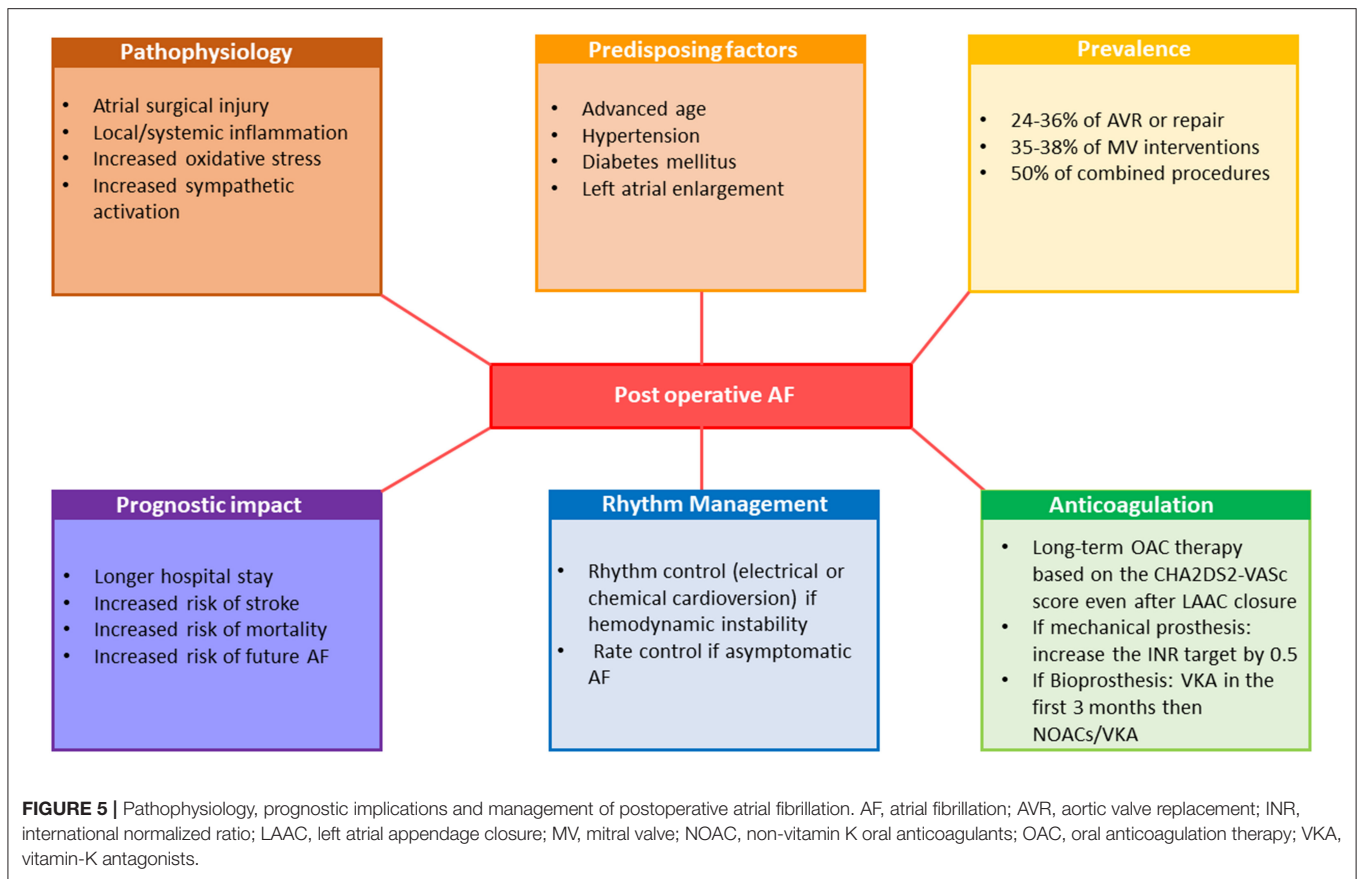 Pathophysiology
• Atrial surgical injury
• Local/systemic inflammation
• Increased oxidative stress
• Increased sympathetic
activation
Predisposing factors
• Advanced age
• Hypertension
• Diabetes mellitus
• Left atrial enlargement
Prevalence
• 24-36% of AVR or repair
• 35-38% of MV interventions
• 50% of combined procedures
Post operative AF
Prognostic impact
• Longer hospital stay
• Increased risk of stroke
• Increased risk of mortality
• Increased risk of future AF
Rhythm Management
• Rhythm control (electrical or
chemical cardioversion) if
hemodynamic instability
• Rate control if asymptomatic
AF
Anticoagulation
• Long-term OAC therapy
based on the CHA2DS2-VASc
score even after LAAC closure
• If mechanical prosthesis:
increase the INR target by 0.5
• If Bioprosthesis: VKA in the
first 3 months then
NOACs/VKA
FIGURE 5 | Pathophysiology, prognostic implications and management of postoperative atrial fibrillation. AF, atrial fibrillation; AVR, aortic valve replacement; INR,
international normalized ratio; LAAC, left atrial appendage closure; MV, mitral valve; NOAC, non-vitamin K oral anticoagulants; OAC, oral anticoagulation therapy; VKA,
vitamin-K antagonists.